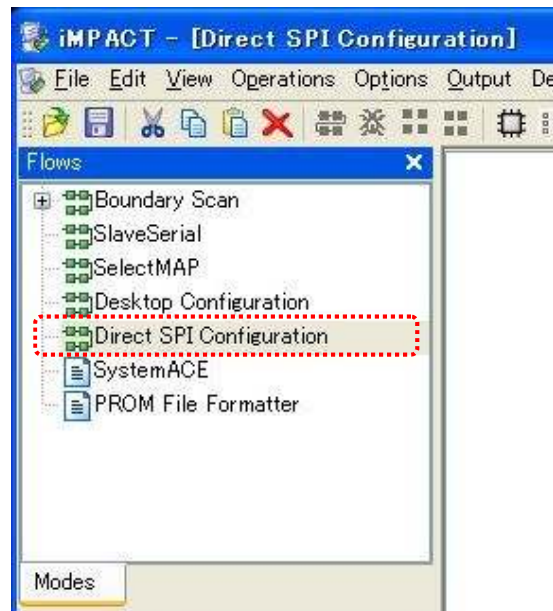 iMPACT - [Direct SPI Configuration]
File Edit View Operations Options Output De
Flows
Boundary Scan
SlaveSerial
SelectMAP
Desktop Configuration
Direct SPI Configuration
SystemACE
PROM File Formatter
Modes